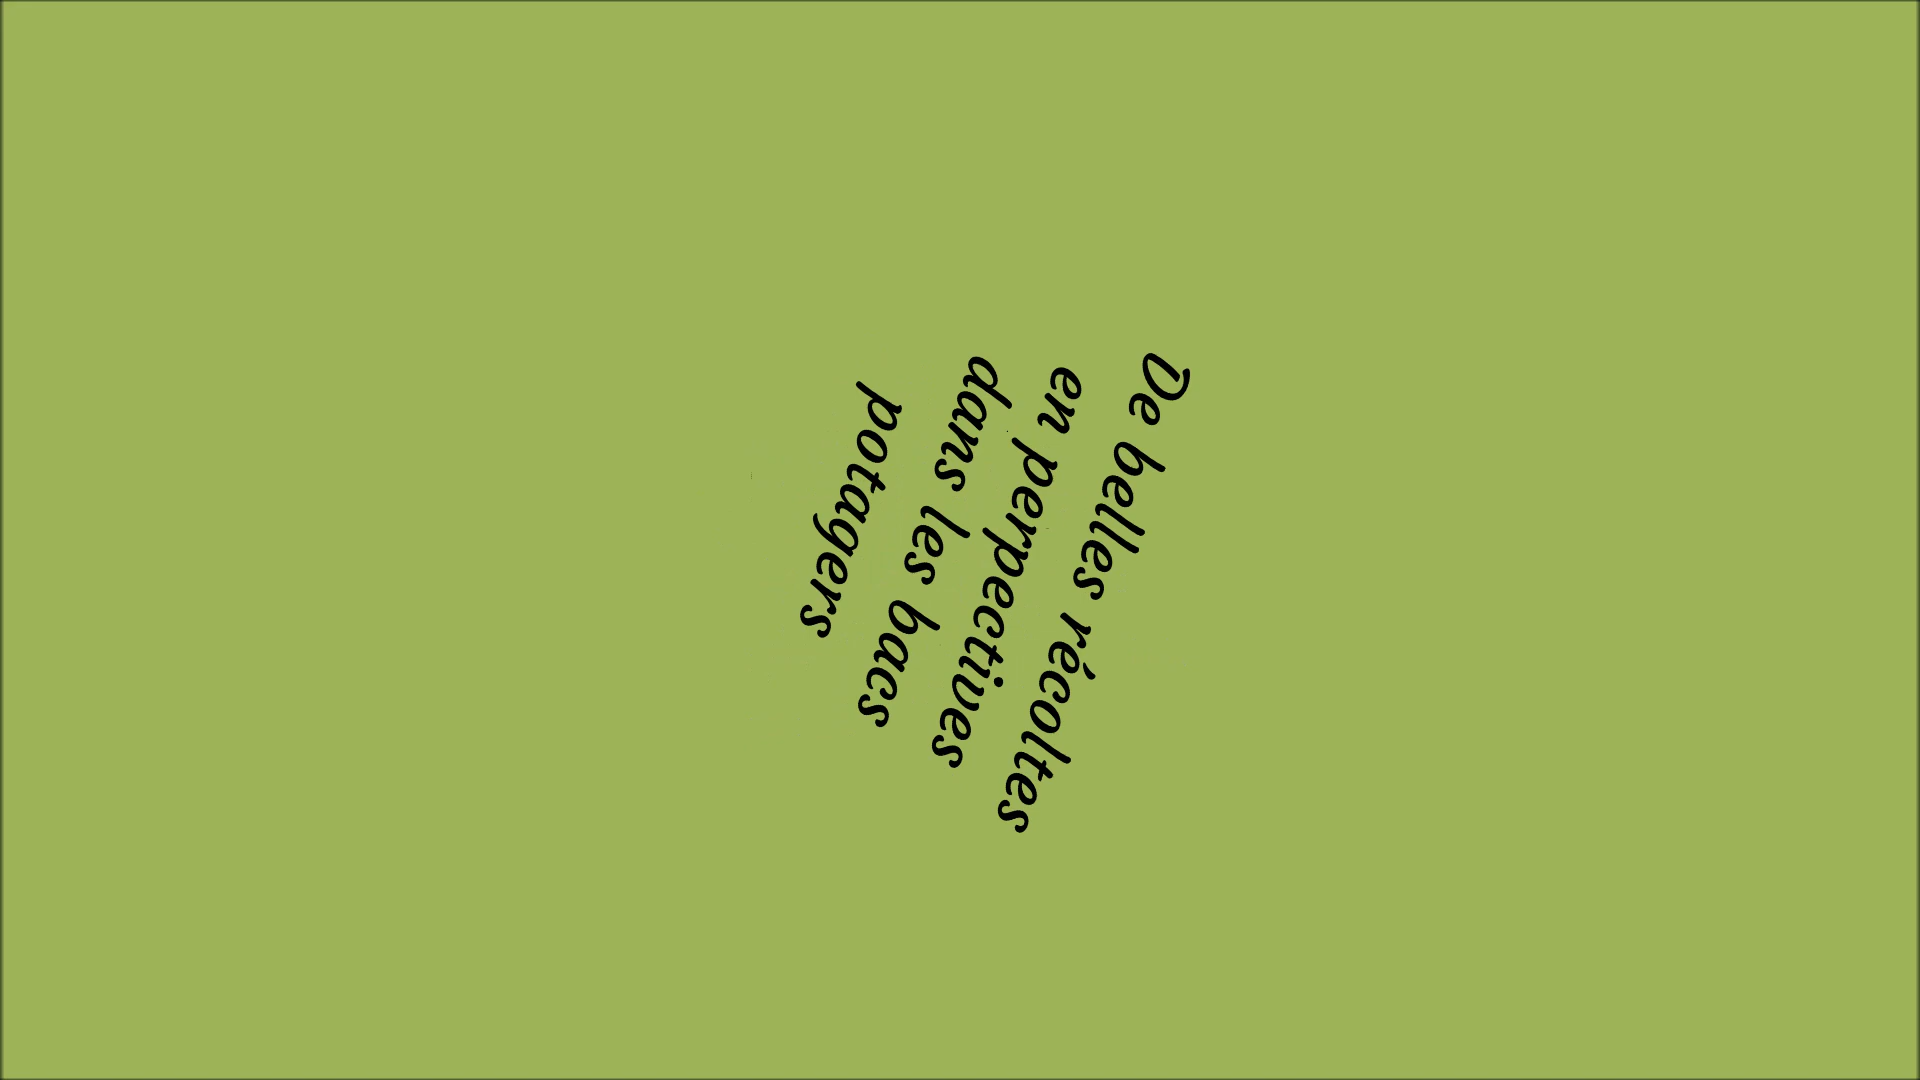 De belles récoltes
en perpectives
dans les bacs
potagers